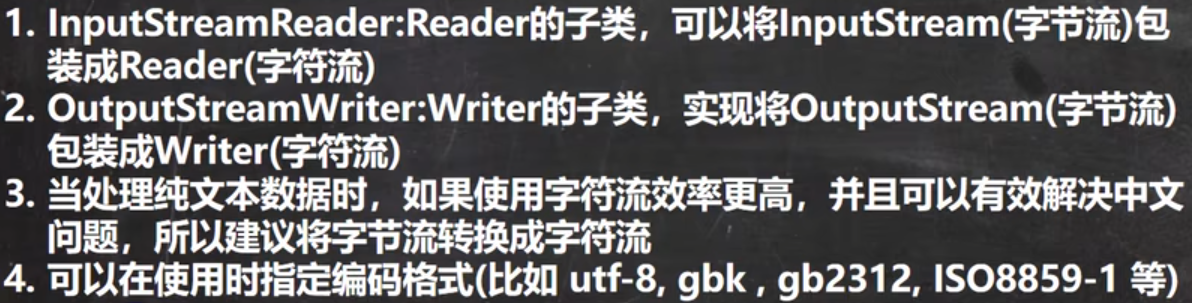 1. InputStreamReader:Reader的子类，可以将InputStream(字节流)包
装成Reader(字符流)
2. OutputStreamWriter:Writer的子类，实现将OutputStream(字节流)
包装成Writer(字符流)
3. 当处理纯文本数据时，如果使用字符流效率更高，并且可以有效解决中文
问题，所以建议将字节流转换成字符流
4. 可以在使用时指定编码格式(比如 utf-8, gbk , gb2312, ISO8859-1 等)